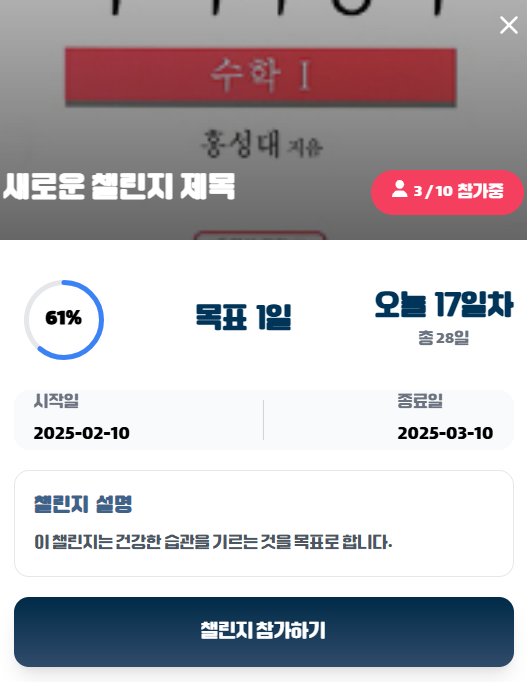 수학 I
홍성대 지음
새로운 챌린지 제목
3 / 10 참가중
61%
목표 1일
오늘 17일차
총 28일
시작일
종료일
2025-02-10
2025-03-10
챌린지 설명
이 챌린지는 건강한 습관을 기르는 것을 목표로 합니다.
챌린지 참가하기